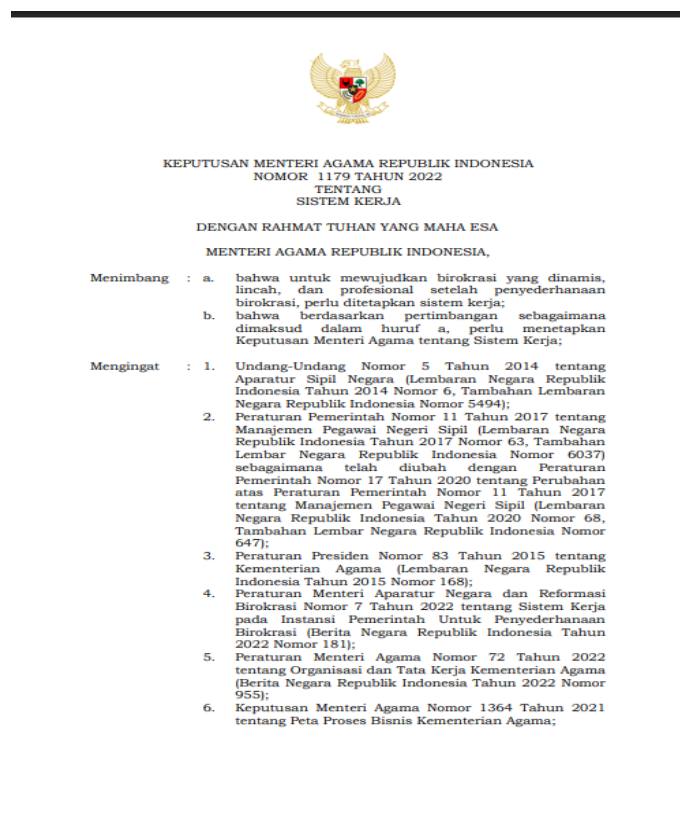 KEPUTUSAN MENTERI AGAMA REPUBLIK INDONESIA
NOMOR 1179 TAHUN 2022
TENTANG
SISTEM KERJA
DENGAN RAHMAT TUHAN YANG MAHA ESA
MENTERI AGAMA REPUBLIK INDONESIA,
Menimbang : a. bahwa untuk mewujudkan birokrasi yang dinamis,
lincah, dan profesional setelah penyederhanaan
birokrasi, perlu ditetapkan sistem kerja;
b. bahwa berdasarkan pertimbangan sebagaimana
dimaksud dalam huruf a, perlu menetapkan
Keputusan Menteri Agama tentang Sistem Kerja;
Mengingat : 1. Undang-Undang Nomor 5 Tahun 2014 tentang
Aparatur Sipil Negara (Lembaran Negara Republik
Indonesia Tahun 2014 Nomor 6, Tambahan Lembaran
Negara Republik Indonesia Nomor 5494);
2. Peraturan Pemerintah Nomor 11 Tahun 2017 tentang
Manajemen Pegawai Negeri Sipil (Lembaran Negara
Republik Indonesia Tahun 2017 Nomor 63, Tambahan
Lembar Negara Republik Indonesia Nomor 6037)
sebagaimana telah diubah dengan Peraturan
Pemerintah Nomor 17 Tahun 2020 tentang Perubahan
atas Peraturan Pemerintah Nomor 11 Tahun 2017
tentang Manajemen Pegawai Negeri Sipil (Lembaran
Negara Republik Indonesia Tahun 2020 Nomor 68,
Tambahan Lembar Negara Republik Indonesia Nomor
647);
3. Peraturan Presiden Nomor 83 Tahun 2015 tentang
Kementerian Agama (Lembaran Negara Republik
Indonesia Tahun 2015 Nomor 168);
4. Peraturan Menteri Aparatur Negara dan Reformasi
Birokrasi Nomor 7 Tahun 2022 tentang Sistem Kerja
pada Instansi Pemerintah Untuk Penyederhanaan
Birokrasi (Berita Negara Republik Indonesia Tahun
2022 Nomor 181);
5. Peraturan Menteri Agama Nomor 72 Tahun 2022
tentang Organisasi dan Tata Kerja Kementerian Agama
(Berita Negara Republik Indonesia Tahun 2022 Nomor
955);
6. Keputusan Menteri Agama Nomor 1364 Tahun 2021
tentang Peta Proses Bisnis Kementerian Agama;